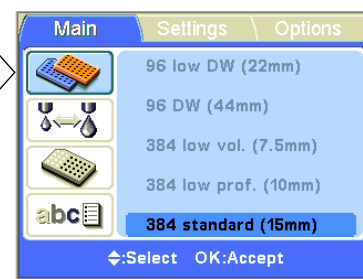 Main Settings Options
96 low DW (22mm)
96 DW (44mm)
384 low vol. (7.5mm)
384 low prof. (10mm)
abc
384 standard (15mm)
:Select OK:Accept